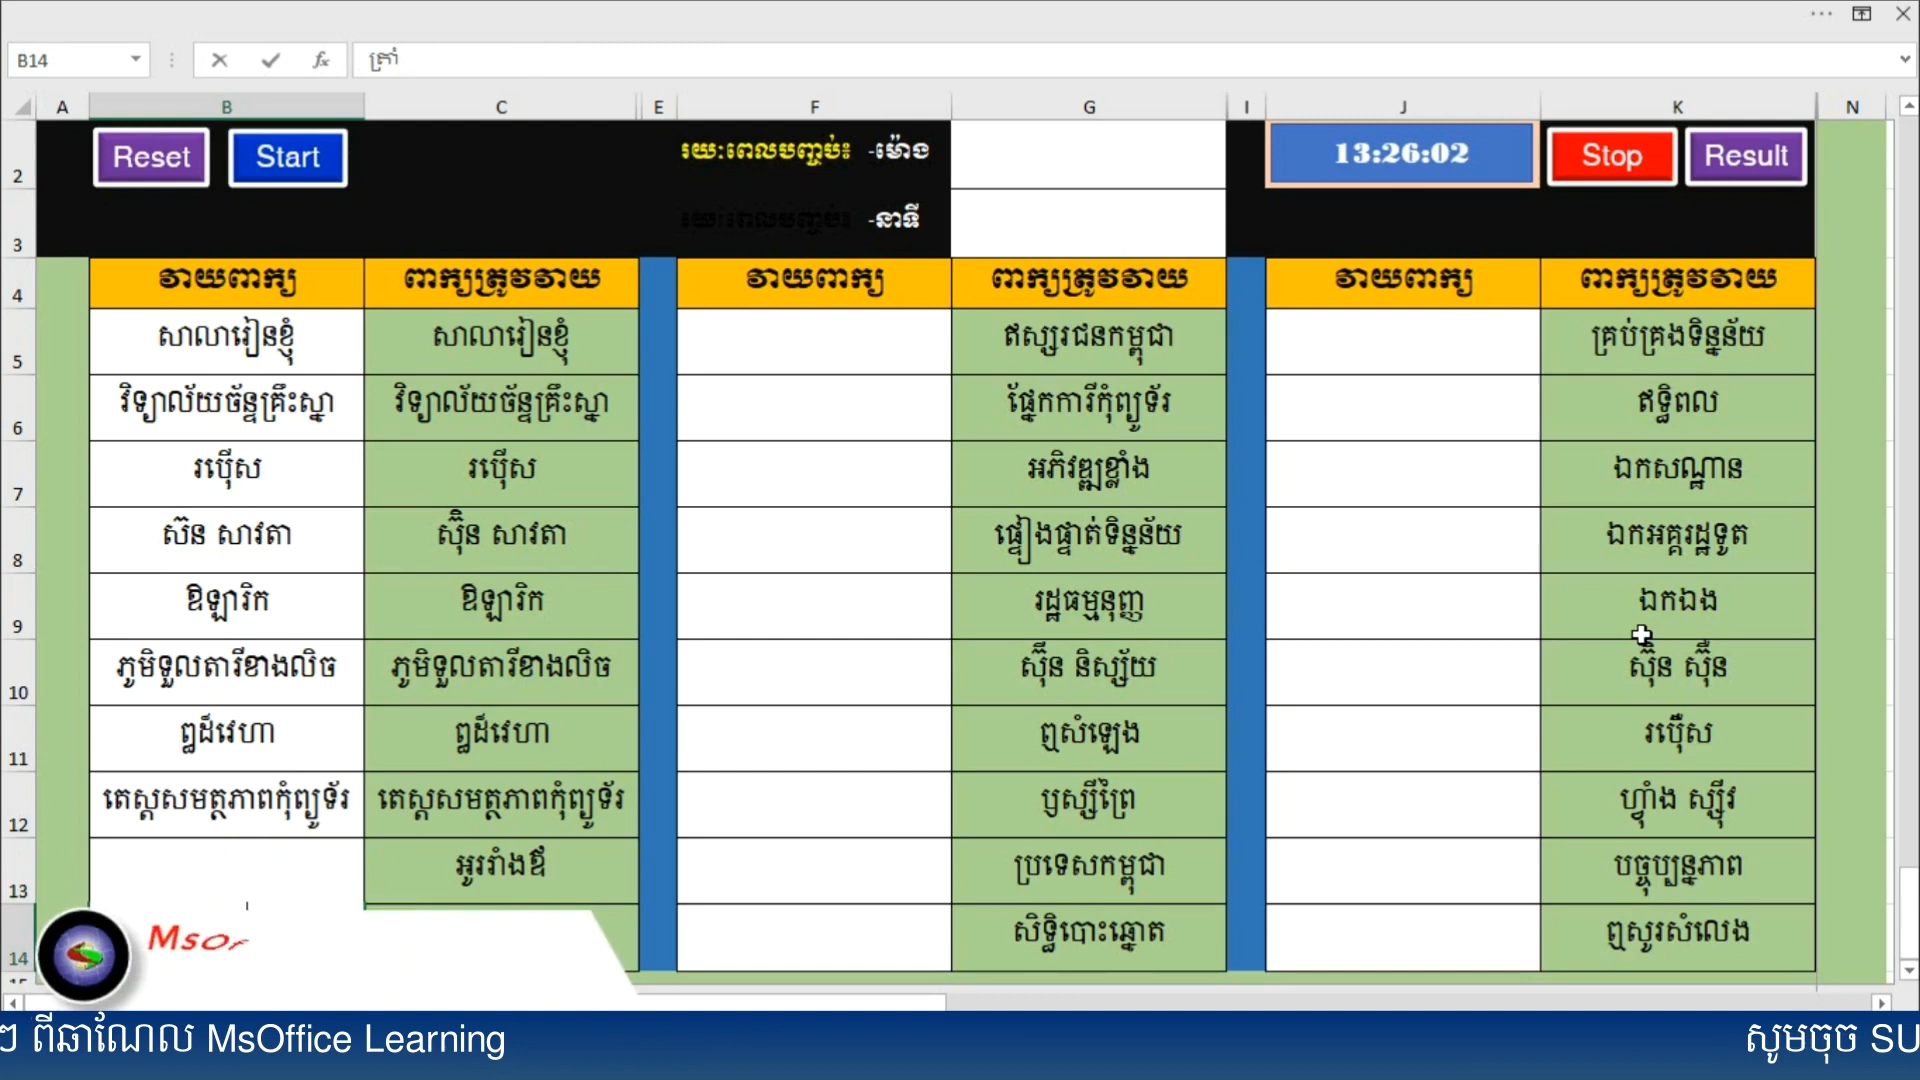 B14
fx
ត្រាំ
A B C E F G I J K N
Reset Start រយៈពេលបញ្ចប់៖ -ម៉ោង 13:26:02 Stop Result
2
រយៈពេលបញ្ចប់៖ -នាទី
3
4 វាយពាក្យ ពាក្យត្រូវវាយ វាយពាក្យ ពាក្យត្រូវវាយ វាយពាក្យ ពាក្យត្រូវវាយ
5 សាលារៀនខ្ញុំ សាលារៀនខ្ញុំ ឥស្សរជនកម្ពុជា គ្រប់គ្រងទិន្នន័យ
6 វិទ្យាល័យច័ន្ទគ្រឹះស្នា វិទ្យាល័យច័ន្ទគ្រឹះស្នា ផ្នែកការីកុំព្យូទ័រ ឥទ្ធិពល
7 របើ៉ស របើ៉ស អភិវឌ្ឍខ្លាំង ឯកសណ្ឋាន
8 ស៊ន សាវតា ស៊ិន សាវតា ផ្ទៀងផ្ទាត់ទិន្នន័យ ឯកអគ្គរដ្ឋទូត
9 ឱឡារិក ឱឡារិក រដ្ឋធម្មនុញ្ញ ឯកឯង
10 ភូមិទួលតារីខាងលិច ភូមិទួលតារីខាងលិច ស៊ីន និស្ស័យ ស៊ិន ស៊ឺន
11 ឰដ៏វេហា ឰដ៏វេហា ឮសំឡេង របឿ៉ស
12 តេស្តសមត្ថភាពកុំព្យូទ័រ តេស្តសមត្ថភាពកុំព្យូទ័រ ឫស្សីព្រៃ ហ្វ៊ាំង ស្ស៊ីវ
13 អូររាំងឪ ប្រទេសកម្ពុជា បច្ចុប្បន្នភាព
14 សិទ្ធិបោះឆ្នោត ឮសូរសំលេង
MsOf
ៗ ពីឆាណែល MsOffice Learning សូមចុច SU